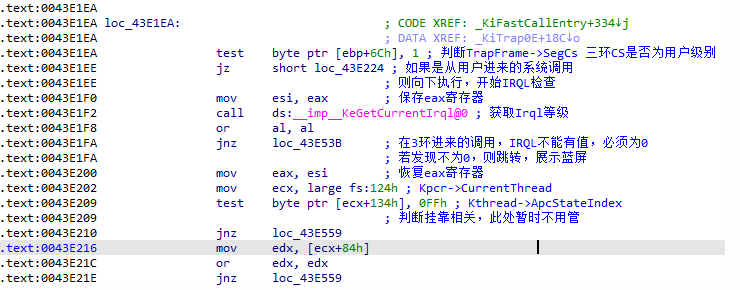 .text:0043E1EA
.text:0043E1EA loc_43E1EA: ; CODE XREF: _KiFastCallEntry+334↓j
.text:0043E1EA ; DATA XREF: _KiTrap0E+18C↓o
.text:0043E1EA test byte ptr [ebp+6Ch], 1 ; 判断TrapFrame->SegCs 三环CS是否为用户级别
.text:0043E1EE jz short loc_43E224 ; 如果是从用户进来的系统调用
.text:0043E1EE ; 则向下执行，开始IRQL检查
.text:0043E1F0 mov esi, eax ; 保存eax寄存器
.text:0043E1F2 call ds:__imp__KeGetCurrentIrql@0 ; 获取Irql等级
.text:0043E1F8 or al, al
.text:0043E1FA jnz loc_43E53B ; 在3环进来的调用，IRQL不能有值，必须为0
.text:0043E1FA ; 若发现不为0，则跳转，展示蓝屏
.text:0043E200 mov eax, esi ; 恢复eax寄存器
.text:0043E202 mov ecx, large fs:124h ; Kpcr->CurrentThread
.text:0043E209 test byte ptr [ecx+134h], 0FFh ; Kthread->ApcStateIndex
.text:0043E209 ; 判断挂靠相关，此处暂时不用管
.text:0043E210 jnz loc_43E559
.text:0043E216 mov edx, [ecx+84h]
.text:0043E21C or edx, edx
.text:0043E21E jnz loc_43E559